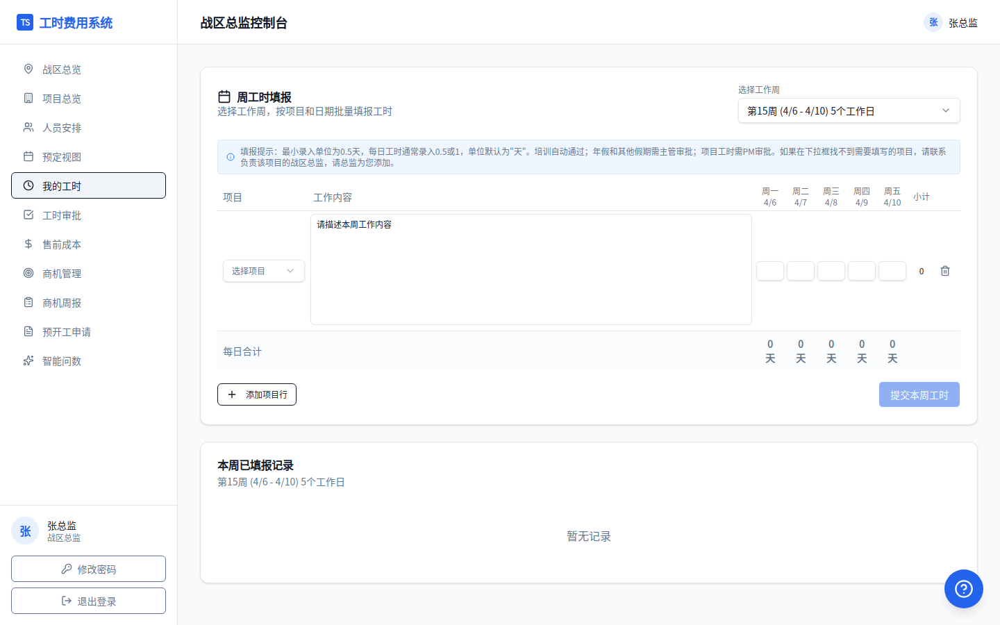 TS 工时费用系统
战区总览
项目总览
人员安排
预定视图
我的工时
工时审批
售前成本
商机管理
商机周报
预开工申请
智能问数
张
张总监
战区总监
修改密码
退出登录
战区总监控制台
张 张总监
周工时填报
选择工作周，按项目和日期批量填报工时
选择工作周
第15周 (4/6 - 4/10) 5个工作日
填报提示：最小录入单位为0.5天，每日工时通常录入0.5或1，单位默认为"天"。培训自动通过；年假和其他假期需主管审批；项目工时需PM审批。如果在下拉框找不到需要填写的项目，请联系
负责该项目的战区总监，请总监为您添加。
项目 工作内容 周一 周二 周三 周四 周五 小计
4/6 4/7 4/8 4/9 4/10
请描述本周工作内容
选择项目 0
每日合计 0 0 0 0 0
天 天 天 天 天
添加项目行
提交本周工时
本周已填报记录
第15周 (4/6 - 4/10) 5个工作日
暂无记录